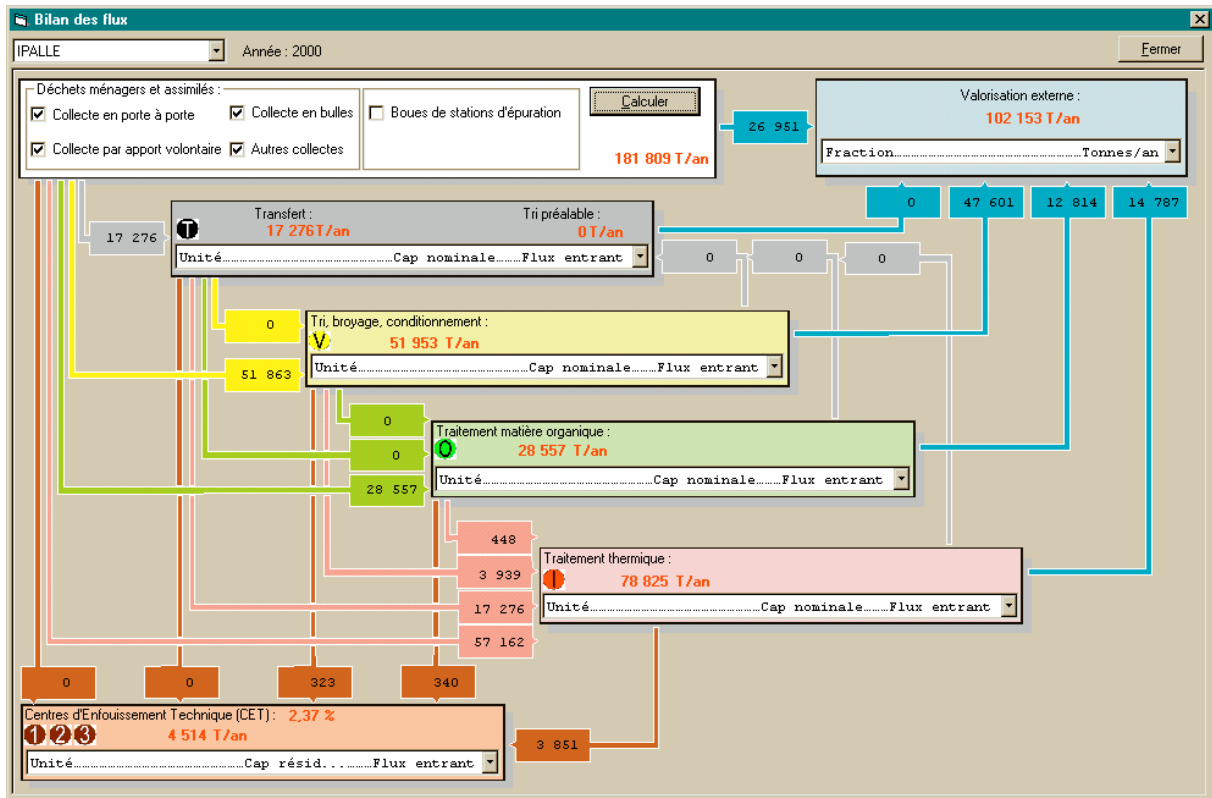 Bilan des flux
IPALLE
Année : 2000
Fermer
Déchets ménagers et assimilés :
Collecte en porte à porte
Collecte en bulles
Boues de stations d'épuration
Calculer
Collecte par apport volontaire
Autres collectes
181 809 T/an
26 951
Valorisation externe :
102 153 T/an
Fraction...Tonnes/an
0
47 601
12 814
14 787
17 276
T
Transfert :
17 276T/an
Tri préalable :
0T/an
Unité...Cap nominale...Flux entrant
0
0
0
0
Tri, broyage, conditionnement :
V
51 953 T/an
51 863
Unité...Cap nominale...Flux entrant
0
0
28 557
Traitement matière organique :
O
28 557 T/an
Unité...Cap nominale...Flux entrant
448
3 939
17 276
57 162
Traitement thermique :
I
78 825 T/an
Unité...Cap nominale...Flux entrant
0
0
323
340
Centres d'Enfouissement Technique (CET) : 2,37 %
1 2 3
4 514 T/an
Unité...Cap résid...Flux entrant
3 851